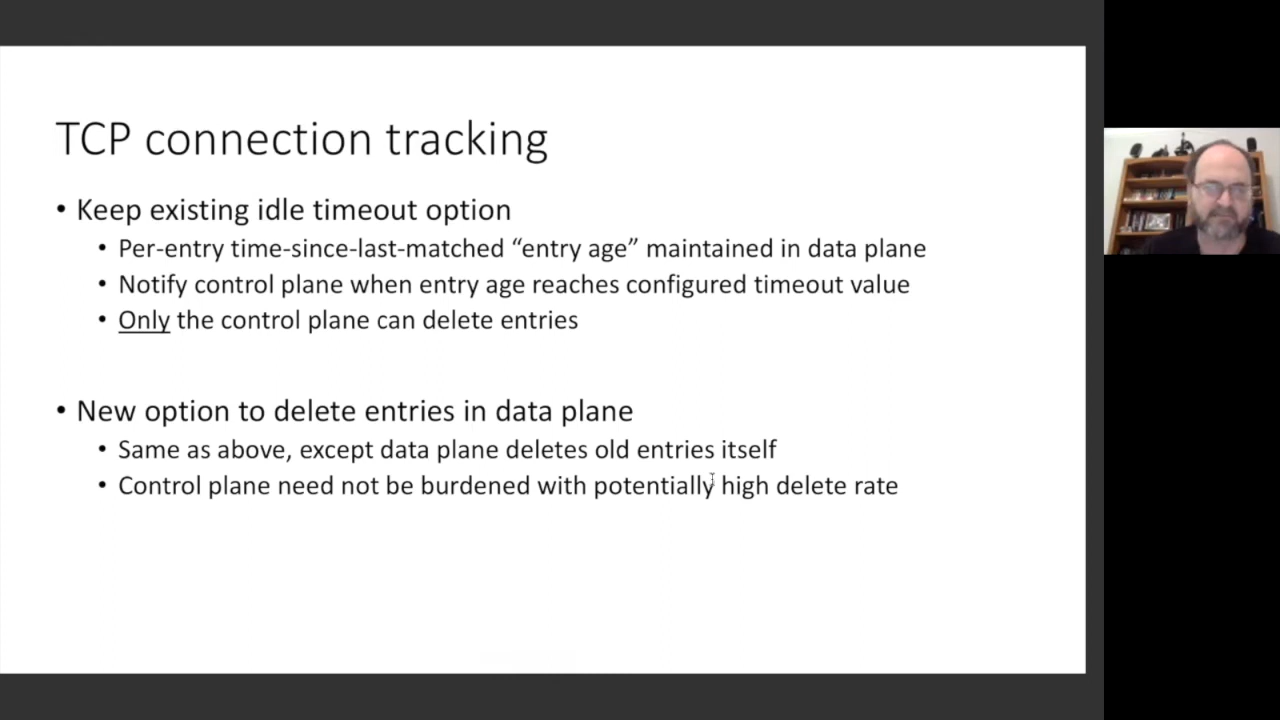 TCP connection tracking
• Keep existing idle timeout option
• Per-entry time-since-last-matched “entry age” maintained in data plane
• Notify control plane when entry age reaches configured timeout value
• Only the control plane can delete entries
• New option to delete entries in data plane
• Same as above, except data plane deletes old entries itself
• Control plane need not be burdened with potentially high delete rate